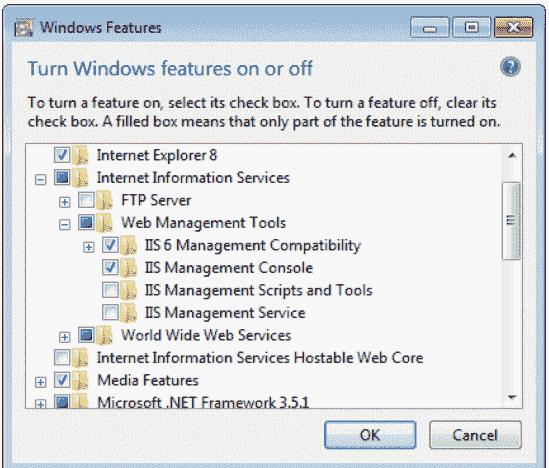 Windows Features
Turn Windows features on or off
To turn a feature on, select its check box. To turn a feature off, clear its
check box. A filled box means that only part of the feature is turned on.
Internet Explorer 8
Internet Information Services
FTP Server
Web Management Tools
IIS 6 Management Compatibility
IIS Management Console
IIS Management Scripts and Tools
IIS Management Service
World Wide Web Services
Internet Information Services Hostable Web Core
Media Features
Microsoft .NET Framework 3.5.1
OK Cancel